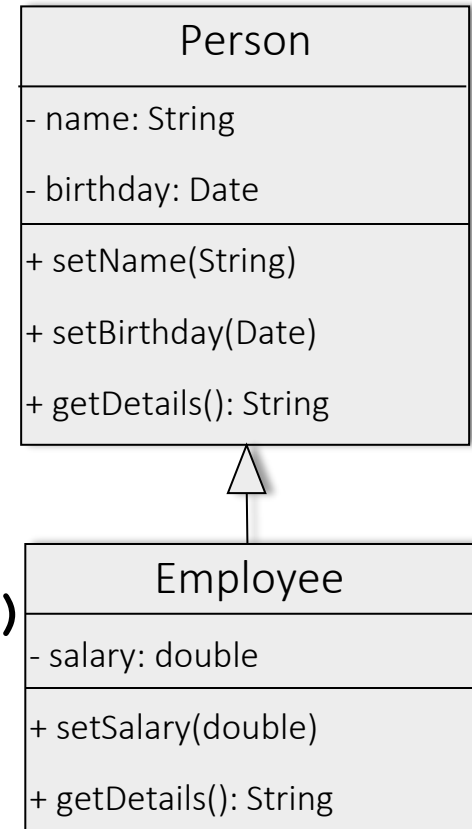 Person
- name: String
- birthday: Date
+ setName(String)
+ setBirthday(Date)
+ getDetails(): String
Employee
)
- salary: double
+ setSalary(double)
+ getDetails(): String